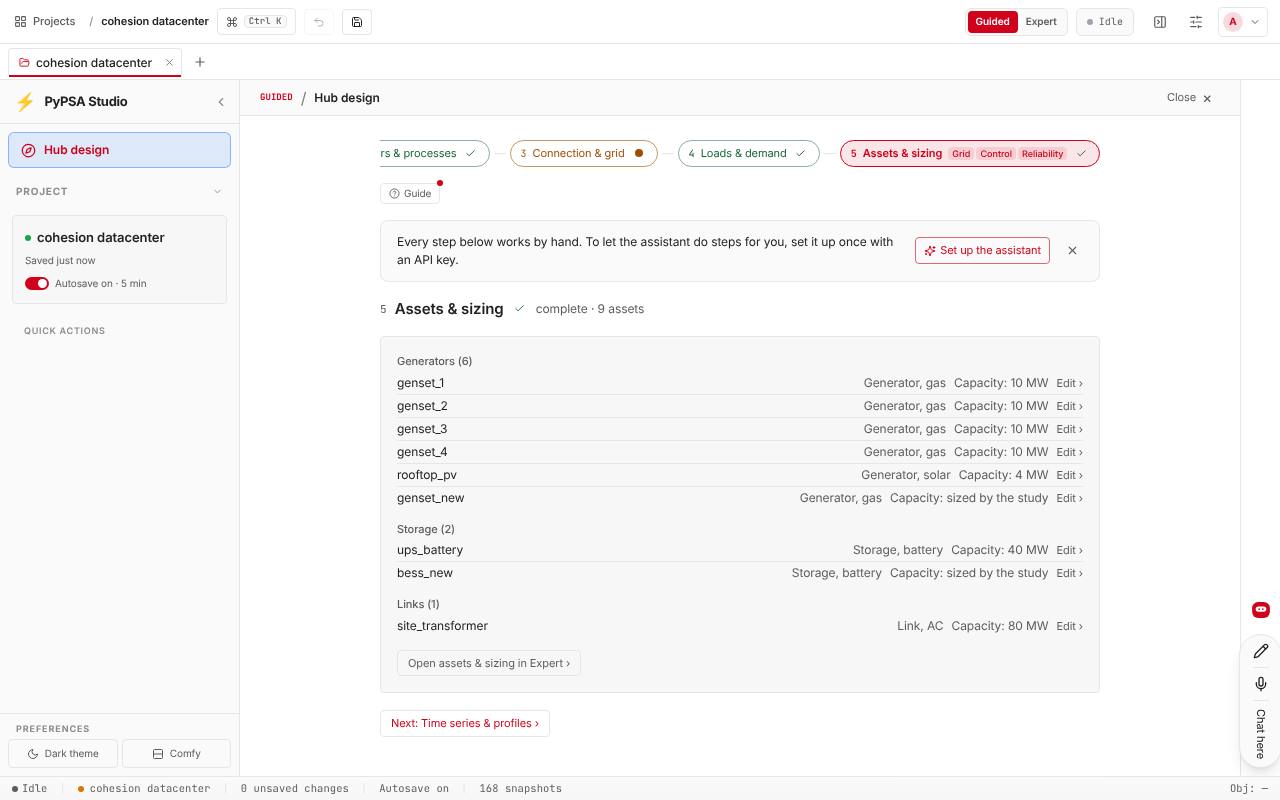 Projects / cohesion datacenter ⌘ Ctrl K
Guided Expert Idle A
cohesion datacenter × +
PyPSA Studio
GUIDED / Hub design Close ×
Hub design
PROJECT
cohesion datacenter
Saved just now
Autosave on · 5 min
QUICK ACTIONS
rs & processes ✓ 3 Connection & grid 4 Loads & demand ✓ 5 Assets & sizing Grid Control Reliability ✓
Guide
Every step below works by hand. To let the assistant do steps for you, set it up once with
an API key.
Set up the assistant ×
5 Assets & sizing ✓ complete · 9 assets
Generators (6)
genset_1 Generator, gas Capacity: 10 MW Edit ›
genset_2 Generator, gas Capacity: 10 MW Edit ›
genset_3 Generator, gas Capacity: 10 MW Edit ›
genset_4 Generator, gas Capacity: 10 MW Edit ›
rooftop_pv Generator, solar Capacity: 4 MW Edit ›
genset_new Generator, gas Capacity: sized by the study Edit ›
Storage (2)
ups_battery Storage, battery Capacity: 40 MW Edit ›
bess_new Storage, battery Capacity: sized by the study Edit ›
Links (1)
site_transformer Link, AC Capacity: 80 MW Edit ›
Open assets & sizing in Expert ›
Next: Time series & profiles ›
Chat here
PREFERENCES
Dark theme Comfy
Idle cohesion datacenter 0 unsaved changes Autosave on 168 snapshots Obj: —